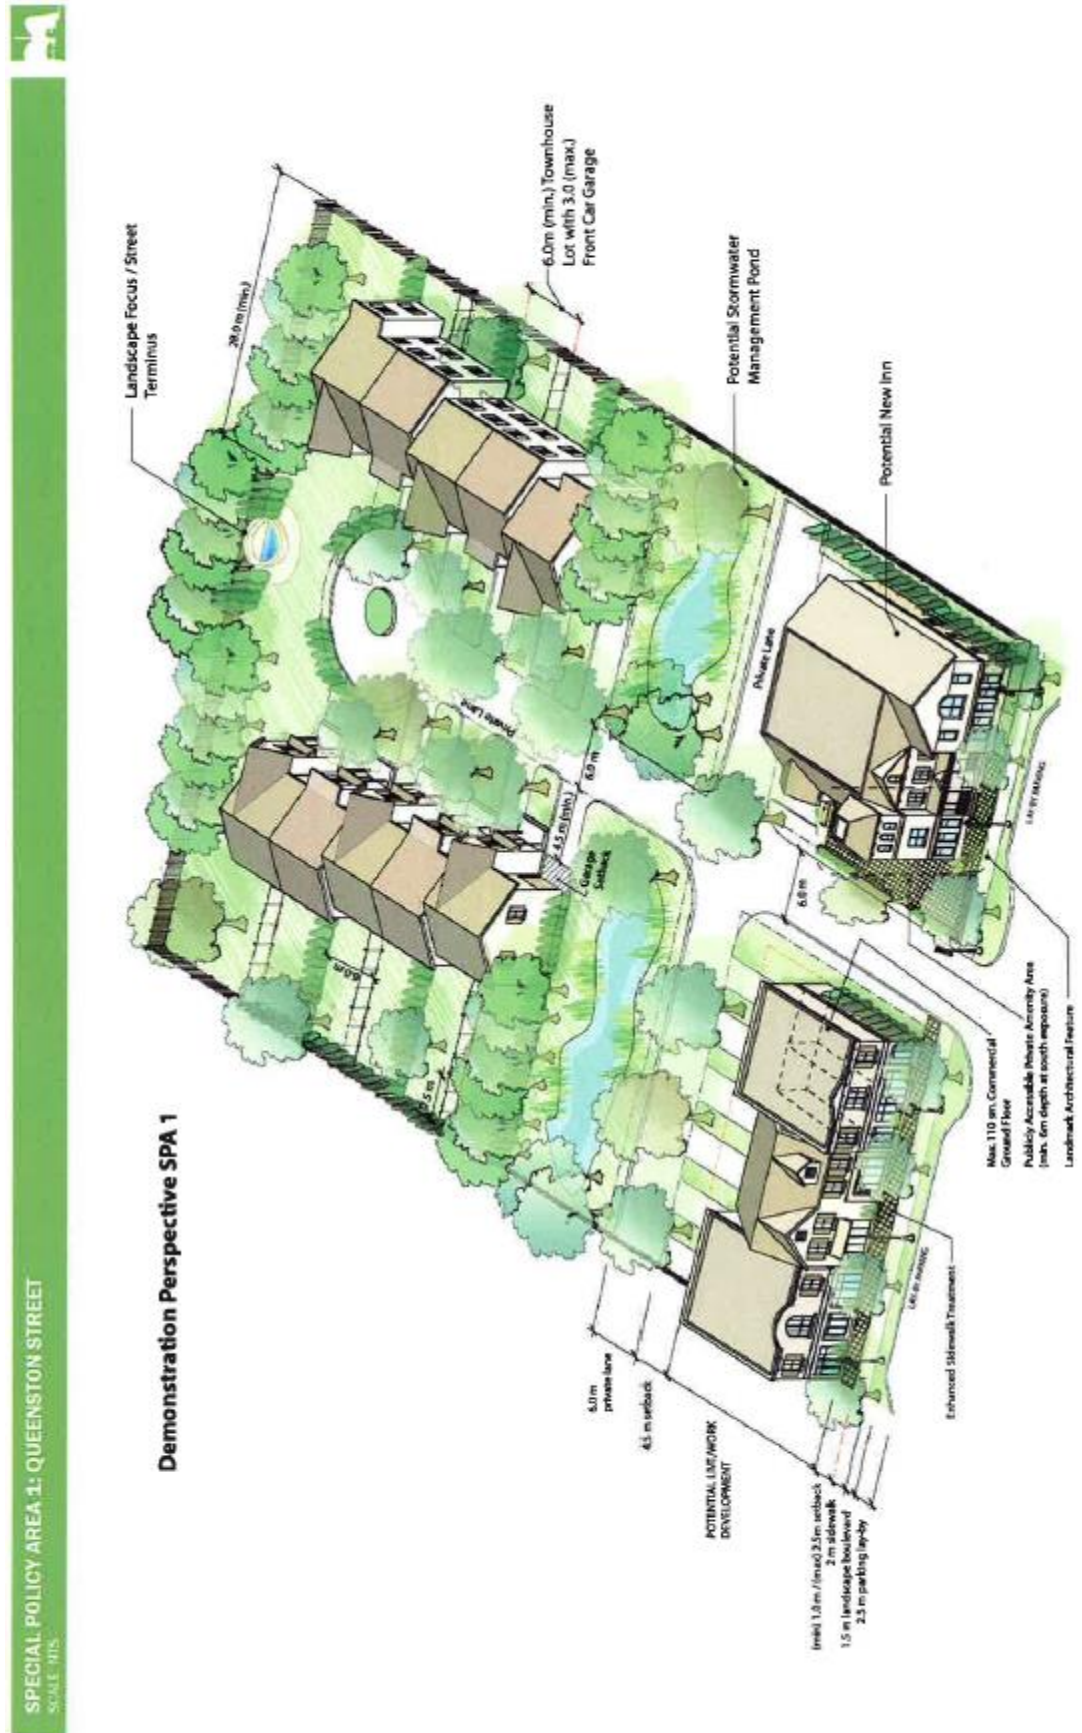 SPECIAL POLICY AREA 1: QUEENSTON STREET
SCALE: NTS
Demonstration Perspective SPA 1
Landscape Focus / Street
Terminus
28.0 m (min.)
6.0m (min.) Townhouse
Lot with 3.0 (max.)
Front Car Garage
Potential Stormwater
Management Pond
Potential New Inn
Private Lane
Private Lane
6.0 m
4.5 m (min.)
Garage
Setback
6.0 m
6.0 m
LAY BY PARKING
6.0 m
private lane
4.5 m setback
POTENTIAL LIVE/WORK
DEVELOPMENT
(min) 1.0 m / (max) 2.5m setback
2 m sidewalk
1.5 m landscape boulevard
2.5 m parking lay-by
LAY BY PARKING
Enhanced Sidewalk Treatment
Max. 110 sm. Commercial
Ground Floor
Publicly Accessible Private Amenity Area
(min. 6m depth at south exposure)
Landmark Architectural Feature